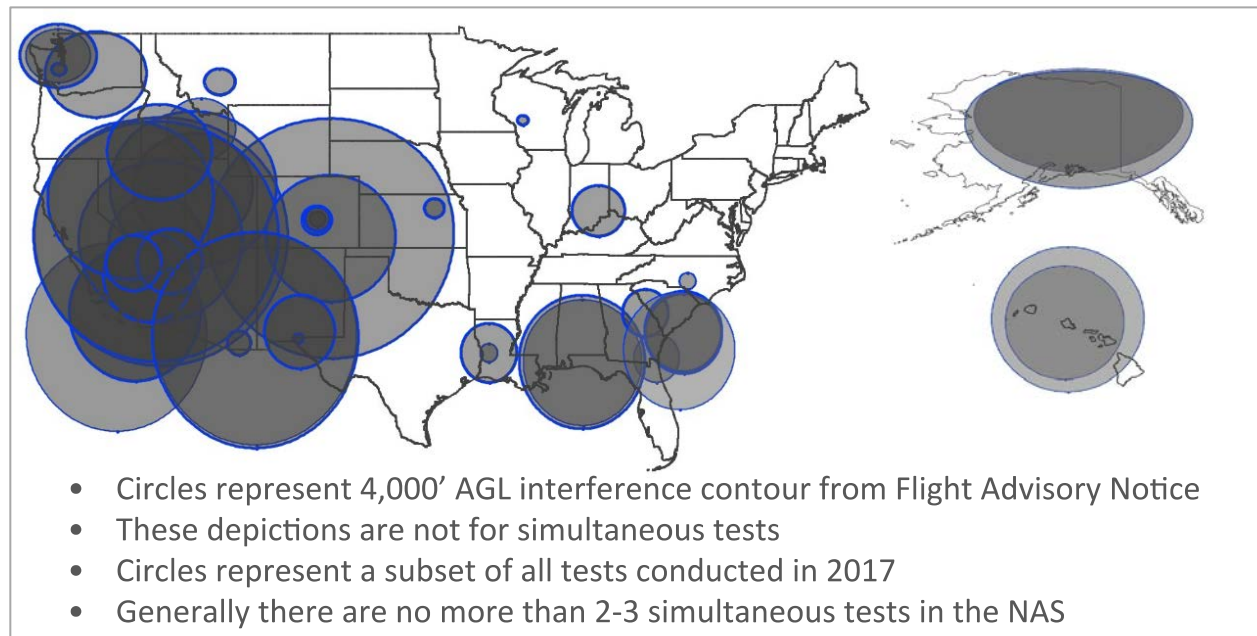 • Circles represent 4,000’ AGL interference contour from Flight Advisory Notice
• These depictions are not for simultaneous tests
• Circles represent a subset of all tests conducted in 2017
• Generally there are no more than 2-3 simultaneous tests in the NAS